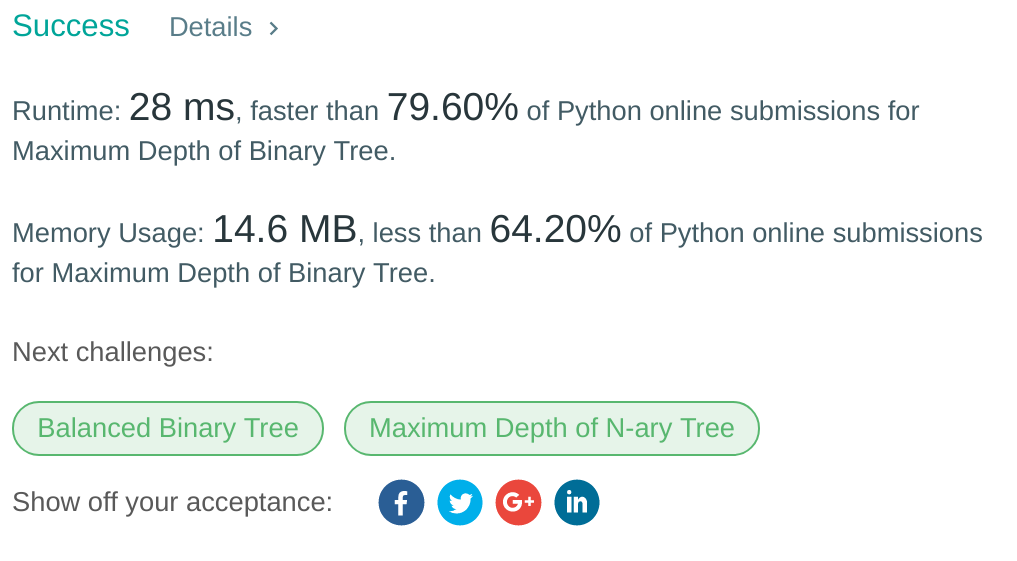 Success Details >
Runtime: 28 ms, faster than 79.60% of Python online submissions for
Maximum Depth of Binary Tree.
Memory Usage: 14.6 MB, less than 64.20% of Python online submissions
for Maximum Depth of Binary Tree.
Next challenges:
Balanced Binary Tree Maximum Depth of N-ary Tree
Show off your acceptance: f G+ in